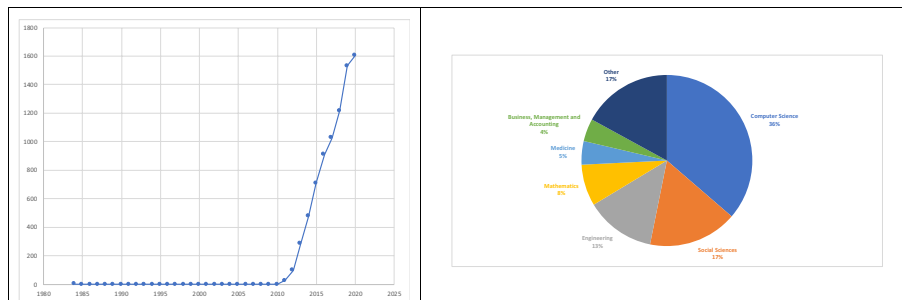 1800
1600
1400
1200
1000
800
600
400
200
0
1980 1985 1990 1995 2000 2005 2010 2015 2020 2025
Other
17%
Computer Science
36%
Business, Management and
Accounting
4%
Medicine
5%
Mathematics
8%
Engineering
13%
Social Sciences
17%